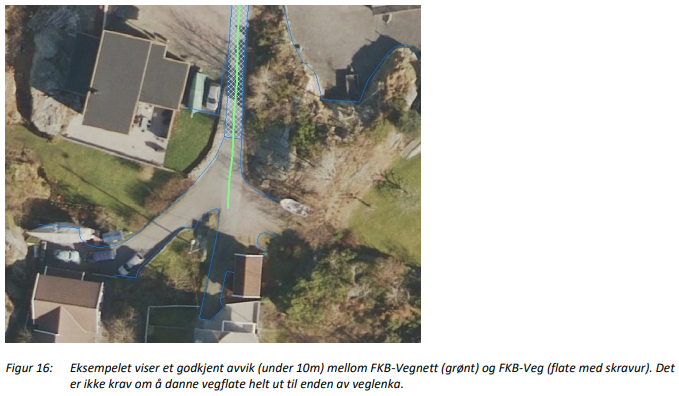 Figur 16: Eksempelet viser et godkjent avvik (under 10m) mellom FKB-Vegnett (grønt) og FKB-Veg (flate med skravur). Det
er ikke krav om å danne vegflate helt ut til enden av veglenka.